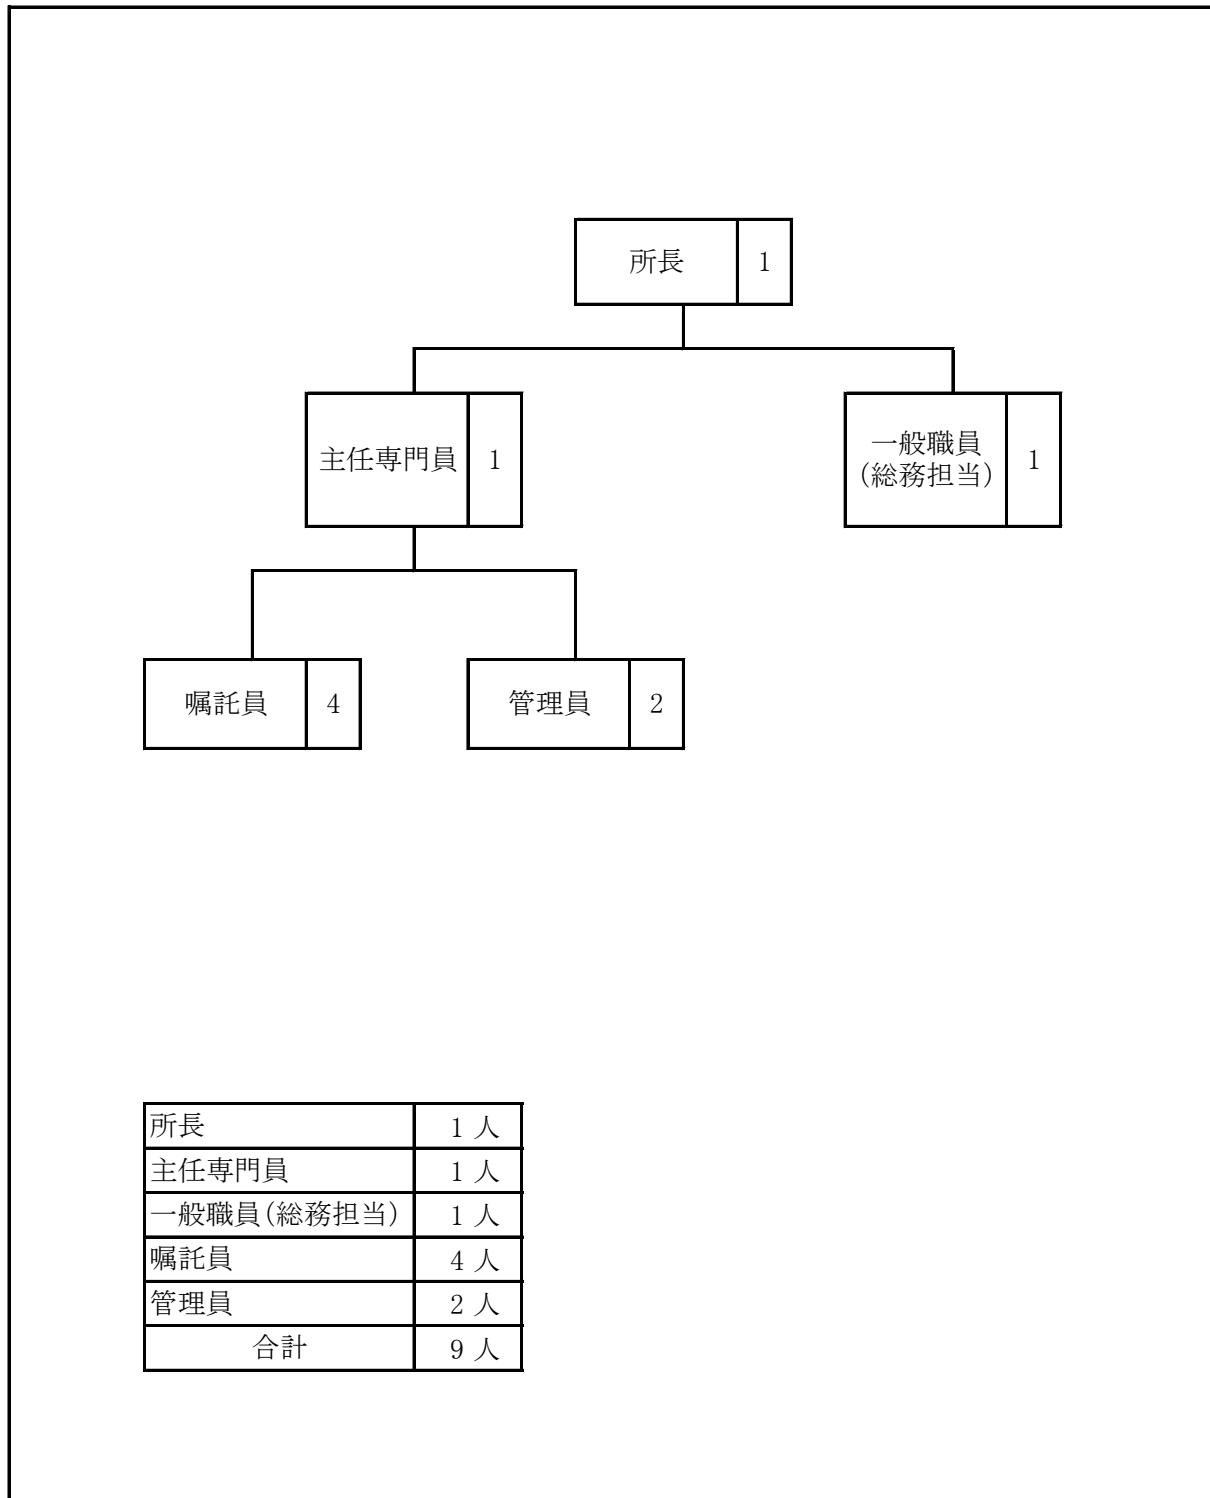 所長 1
主任専門員 1
一般職員 1
(総務担当)
嘱託員 4
管理員 2
所長 1 人
主任専門員 1 人
一般職員(総務担当) 1 人
嘱託員 4 人
管理員 2 人
合計 9 人